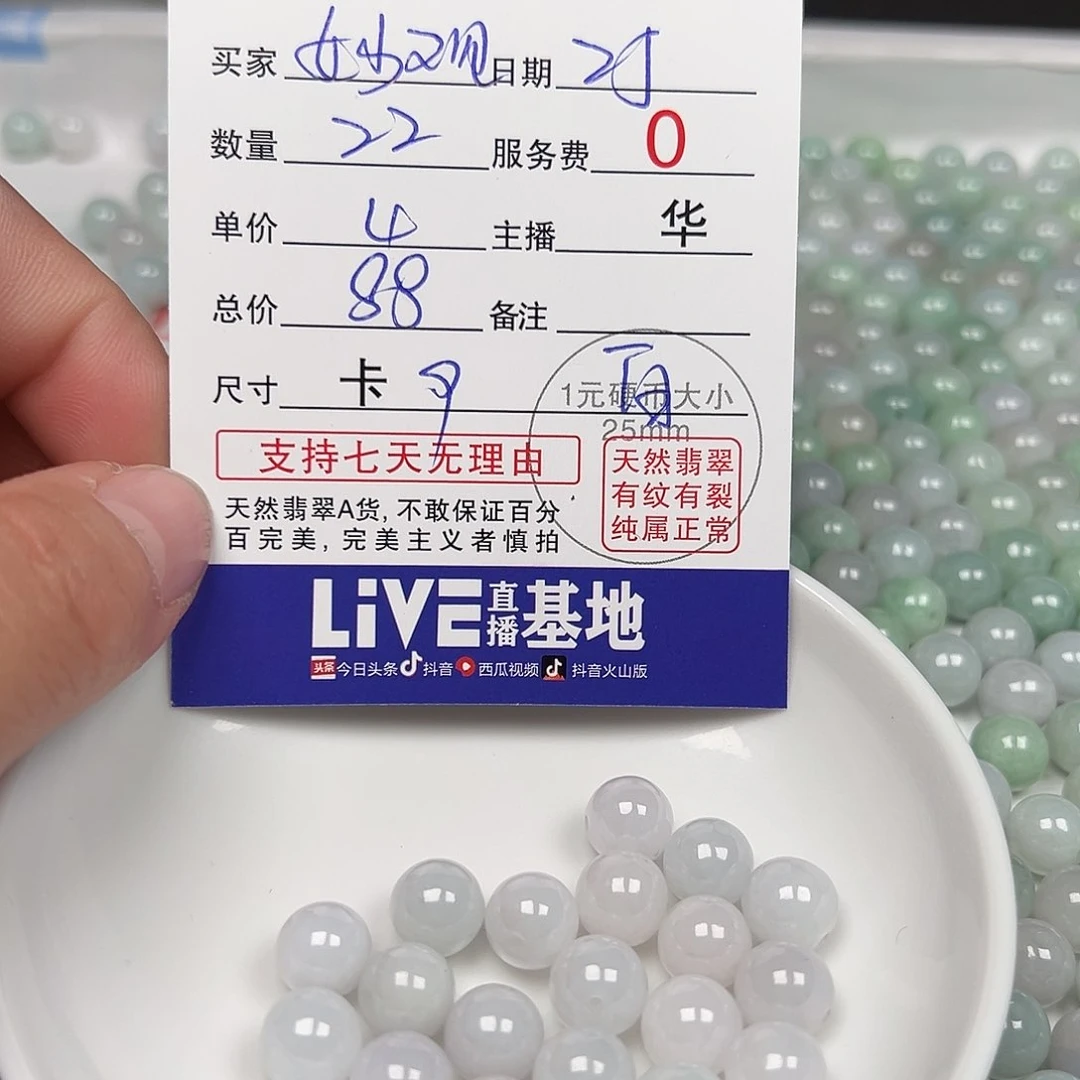 买家 妙观 日期 25
数量 22 服务费 0
单价 4 主播 华
总价 88 备注
尺寸 卡 9
1元硬币大小
25mm
支持七天无理由
天然翡翠A货,不敢保证百分
百完美,完美主义者慎拍
天然翡翠
有纹有裂
纯属正常
LiVE直播基地
头条 今日头条 抖音 西瓜视频 抖音火山版